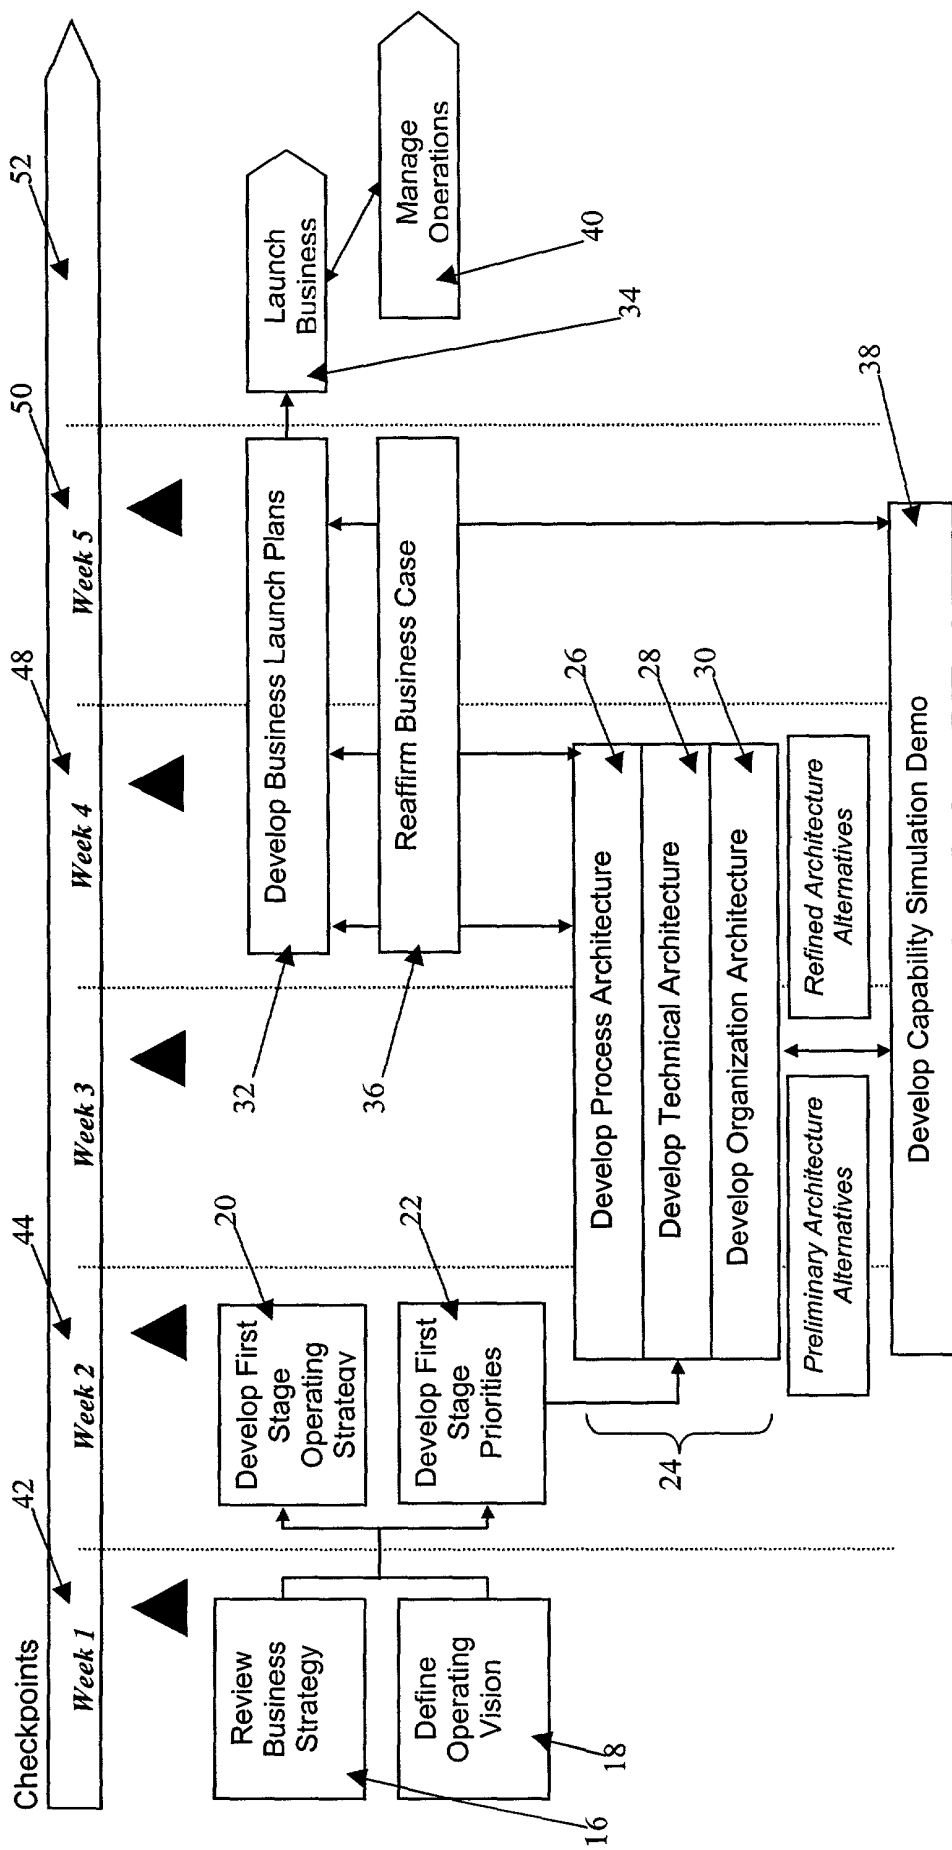 Checkpoints
42
44
48
50
52
Week 1
Week 2
Week 3
Week 4
Week 5
Review
Business
Strategy
16
Define
Operating
Vision
18
Develop First
Stage
Operating
Strategy
20
Develop First
Stage
Priorities
22
24
Develop Business Launch Plans
32
Reaffirm Business Case
36
Launch
Business
34
Manage
Operations
40
Develop Process Architecture
26
Develop Technical Architecture
28
Develop Organization Architecture
30
Preliminary Architecture
Alternatives
Refined Architecture
Alternatives
Develop Capability Simulation Demo
38